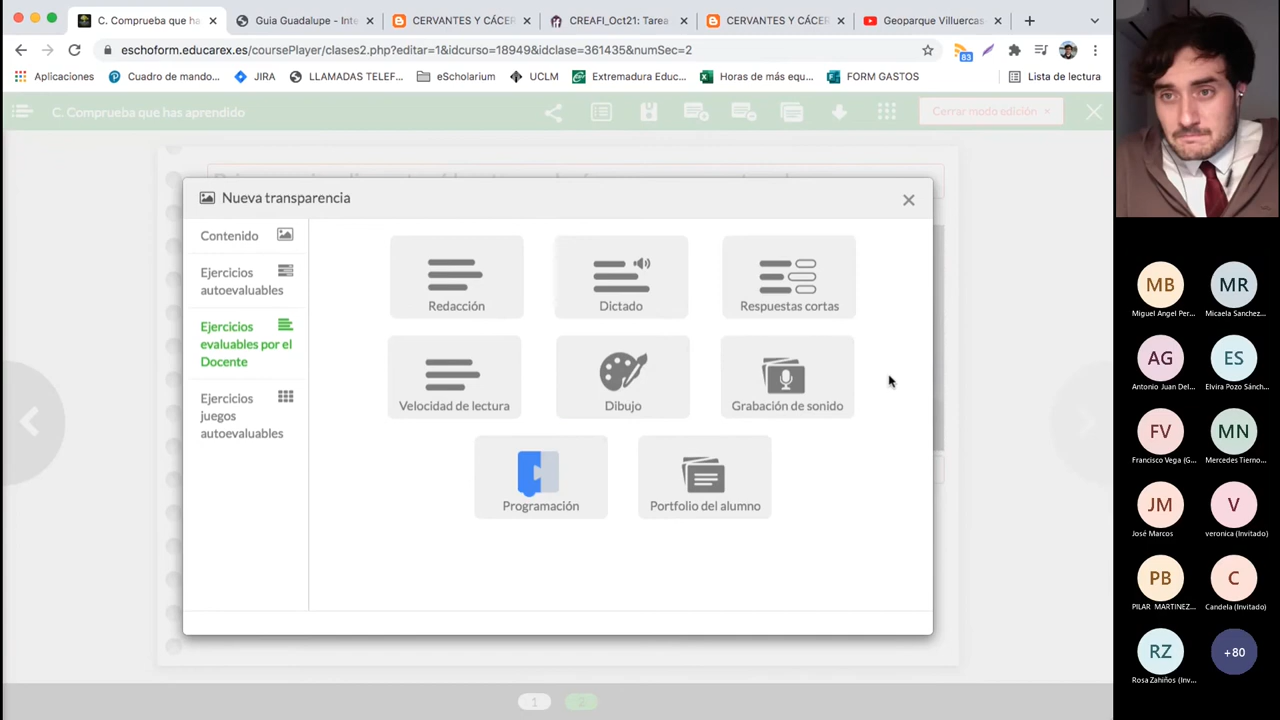 C. Comprueba que ha
Guia Guadalupe - Inte
CERVANTES Y CÁCE
CREAFI_Oct21: Tarea
CERVANTES Y CÁCER
Geoparque Villuercas
eschoform.educarex.es/coursePlayer/clases2.php?editar=1&idcurso=18949&idclase=361435&numSec=2
83
Aplicaciones
Cuadro de mando...
JIRA
LLAMADAS TELEF...
eScholarium
UCLM
Extremadura Educ...
Horas de más equ...
FORM GASTOS
Lista de lectura
C. Comprueba que has aprendido
Cerrar modo edición ×
Nueva transparencia
Contenido
Ejercicios
autoevaluables
Ejercicios
evaluables por el
Docente
Ejercicios
juegos
autoevaluables
Redacción
Dictado
Respuestas cortas
Velocidad de lectura
Dibujo
Grabación de sonido
Programación
Portfolio del alumno
1
2
MB
MR
Miguel Angel Per...
Micaela Sanchez...
AG
ES
Antonio Juan Del...
Elvira Pozo Sánch...
FV
MN
Francisco Vega (G...
Mercedes Tierno...
JM
V
José Marcos
veronica (Invitado)
PB
C
PILAR MARTINEZ...
Candela (Invitado)
RZ
+80
Rosa Zahiños (Inv...